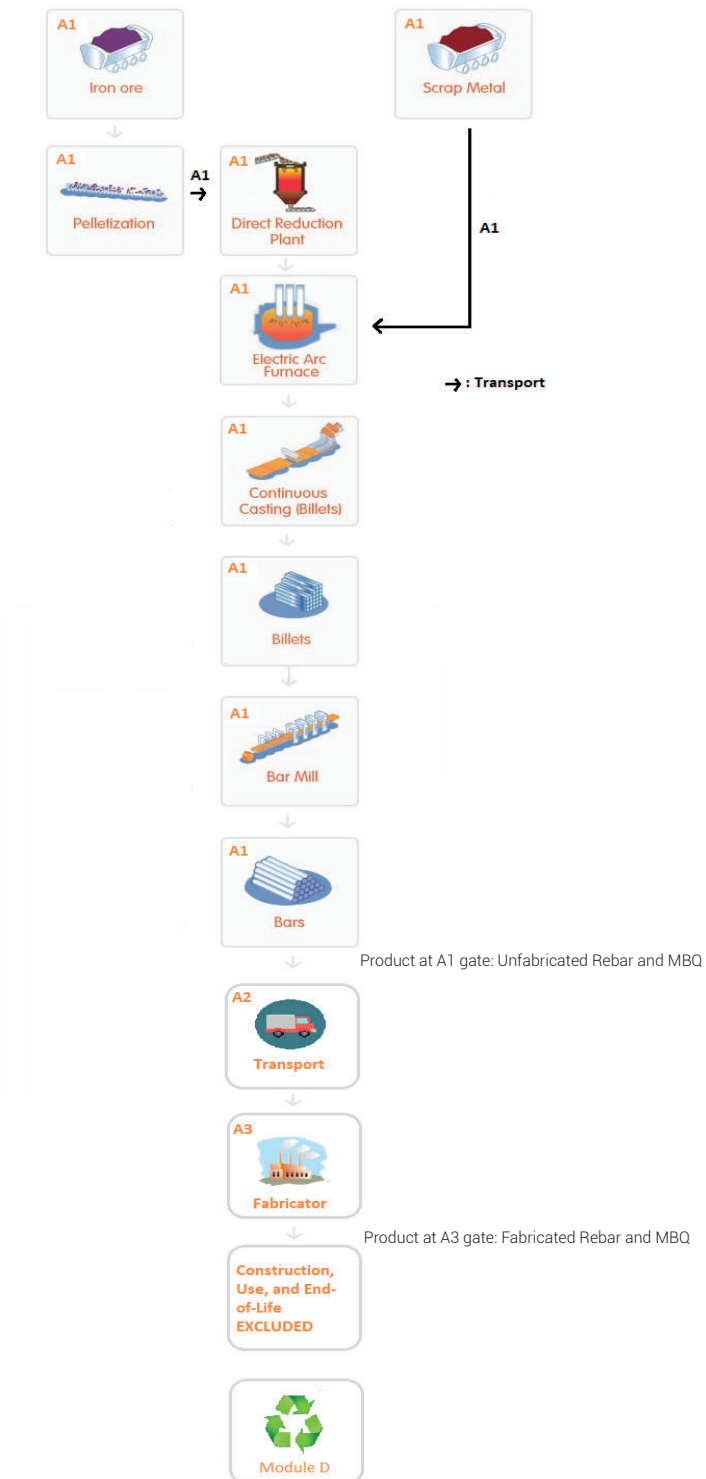 A1
Iron ore
A1
Scrap Metal
A1
Pelletization
A1
A1
Direct Reduction
Plant
A1
A1
Electric Arc
Furnace
→ : Transport
A1
Continuous
Casting (Billets)
A1
Billets
A1
Bar Mill
A1
Bars
Product at A1 gate: Unfabricated Rebar and MBQ
A2
Transport
A3
Fabricator
Product at A3 gate: Fabricated Rebar and MBQ
Construction,
Use, and End-
of-Life
EXCLUDED
Module D